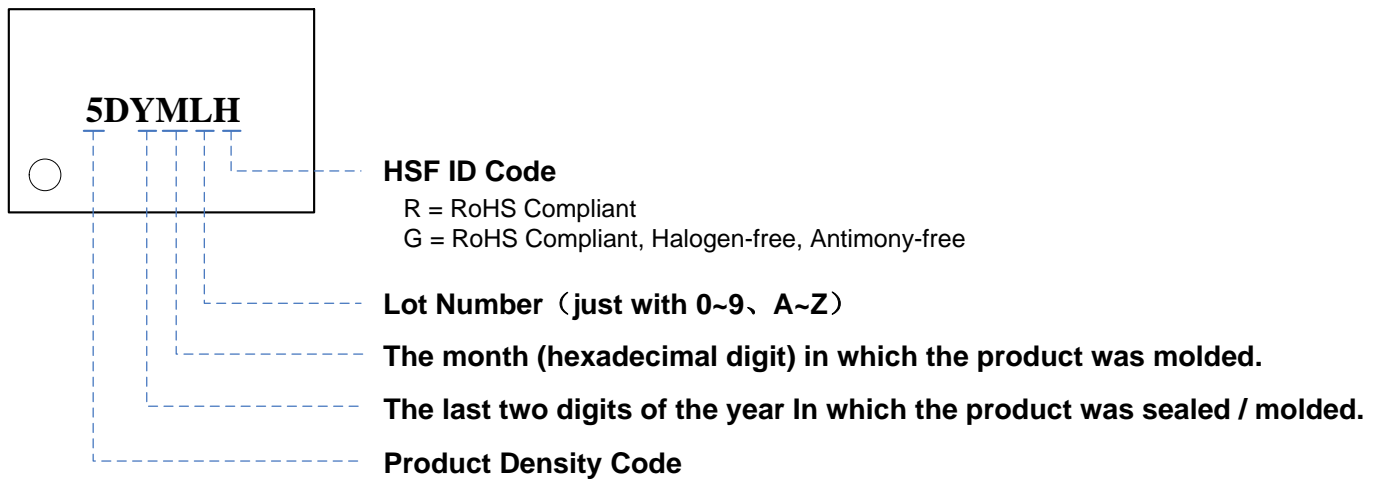 5DYMLH
HSF ID Code
R = RoHS Compliant
G = RoHS Compliant, Halogen-free, Antimony-free
Lot Number（just with 0~9、A~Z）
The month (hexadecimal digit) in which the product was molded.
The last two digits of the year In which the product was sealed / molded.
Product Density Code